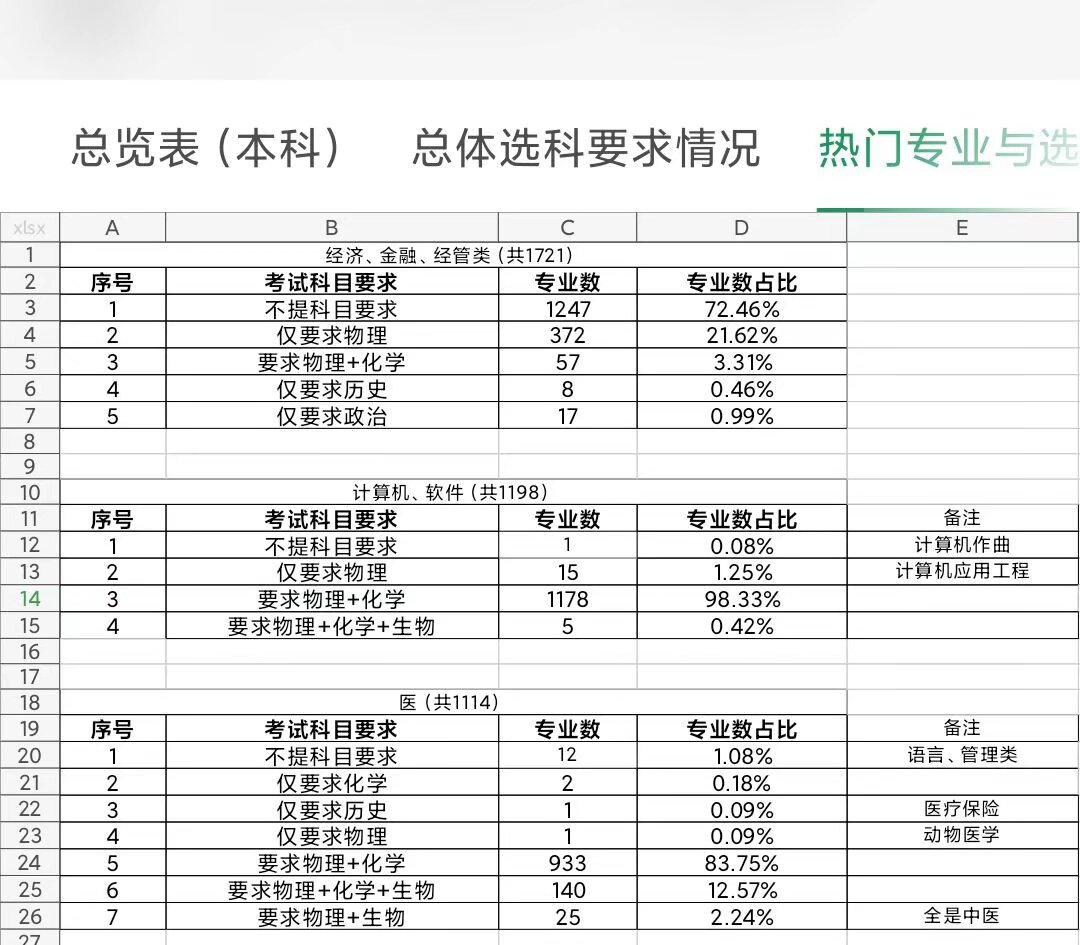 总览表（本科） 总体选科要求情况 热门专业与选
xlsx A B C D E
1 经济、金融、经管类（共1721）
2 序号 考试科目要求 专业数 专业数占比
3 1 不提科目要求 1247 72.46%
4 2 仅要求物理 372 21.62%
5 3 要求物理+化学 57 3.31%
6 4 仅要求历史 8 0.46%
7 5 仅要求政治 17 0.99%
8
9
10 计算机、软件（共1198）
11 序号 考试科目要求 专业数 专业数占比 备注
12 1 不提科目要求 1 0.08% 计算机作曲
13 2 仅要求物理 15 1.25% 计算机应用工程
14 3 要求物理+化学 1178 98.33%
15 4 要求物理+化学+生物 5 0.42%
16
17
18 医（共1114）
19 序号 考试科目要求 专业数 专业数占比 备注
20 1 不提科目要求 12 1.08% 语言、管理类
21 2 仅要求化学 2 0.18%
22 3 仅要求历史 1 0.09% 医疗保险
23 4 仅要求物理 1 0.09% 动物医学
24 5 要求物理+化学 933 83.75%
25 6 要求物理+化学+生物 140 12.57%
26 7 要求物理+生物 25 2.24% 全是中医
27